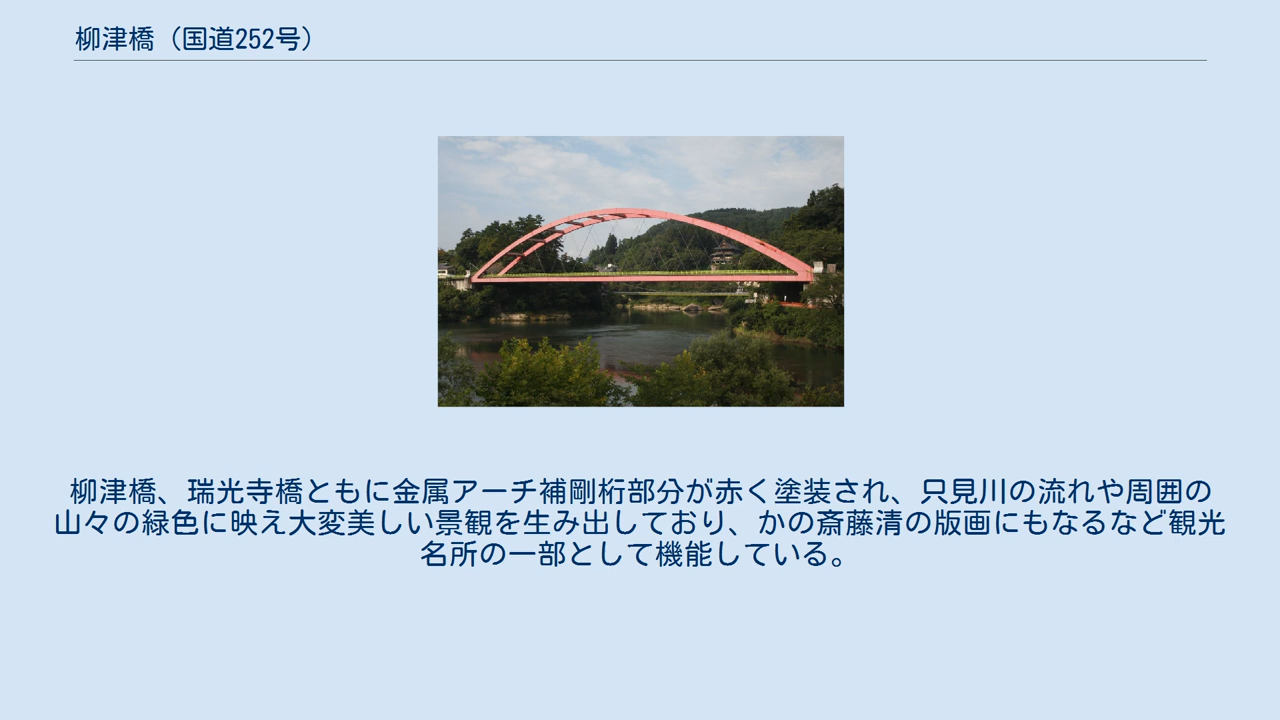 柳津橋（国道252号）
柳津橋、瑞光寺橋ともに金属アーチ補剛桁部分が赤く塗装され、只見川の流れや周囲の
山々の緑色に映え大変美しい景観を生み出しており、かの斎藤清の版画にもなるなど観光
名所の一部として機能している。